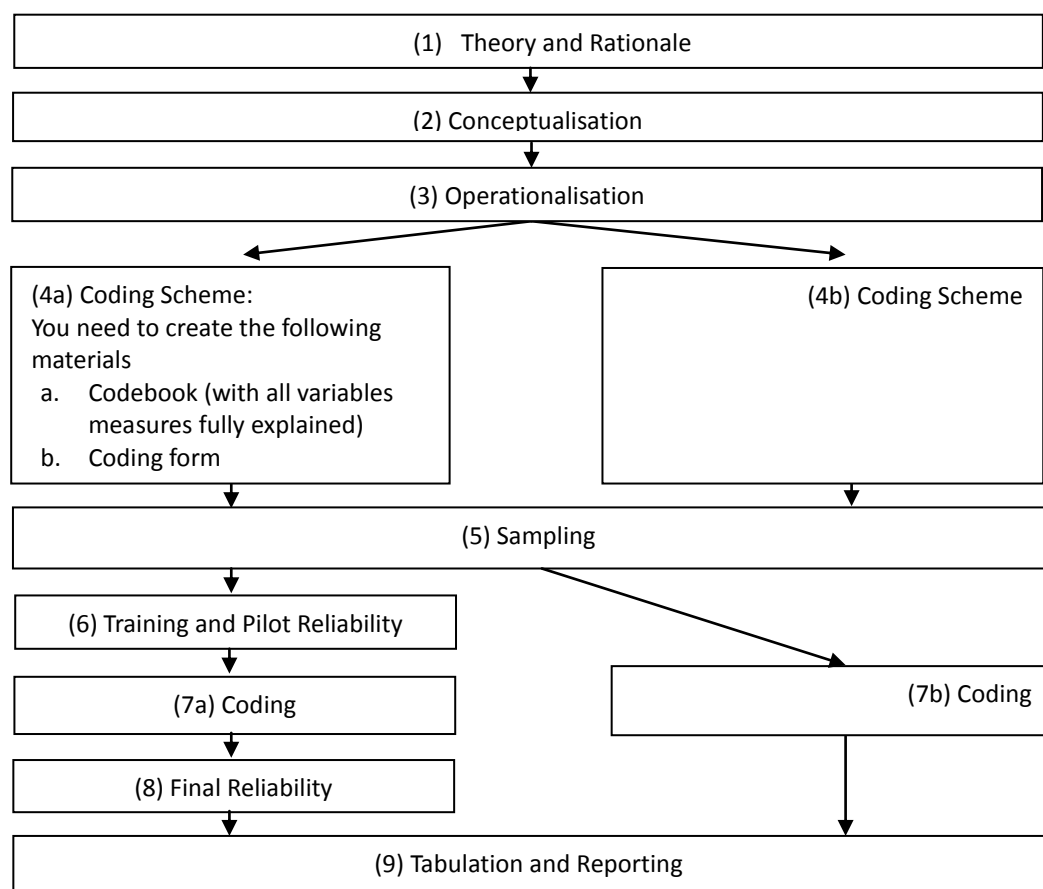 (1) Theory and Rationale
(2) Conceptualisation
(3) Operationalisation
(4a) Coding Scheme:
You need to create the following
materials
a. Codebook (with all variables
measures fully explained)
b. Coding form
(4b) Coding Scheme
(5) Sampling
(6) Training and Pilot Reliability
(7a) Coding
(7b) Coding
(8) Final Reliability
(9) Tabulation and Reporting